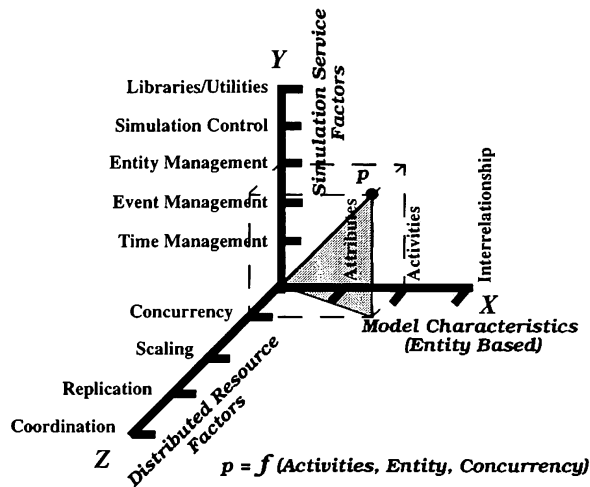 Y
Libraries/Utilities
Simulation Control
Entity Management
Event Management
Time Management
Simulation Service
Factors
p
Attributes
Activities
Interrelationship
X
Model Characteristics
(Entity Based)
Concurrency
Scaling
Replication
Coordination
Z
Distributed Resource
Factors
p = f (Activities, Entity, Concurrency)